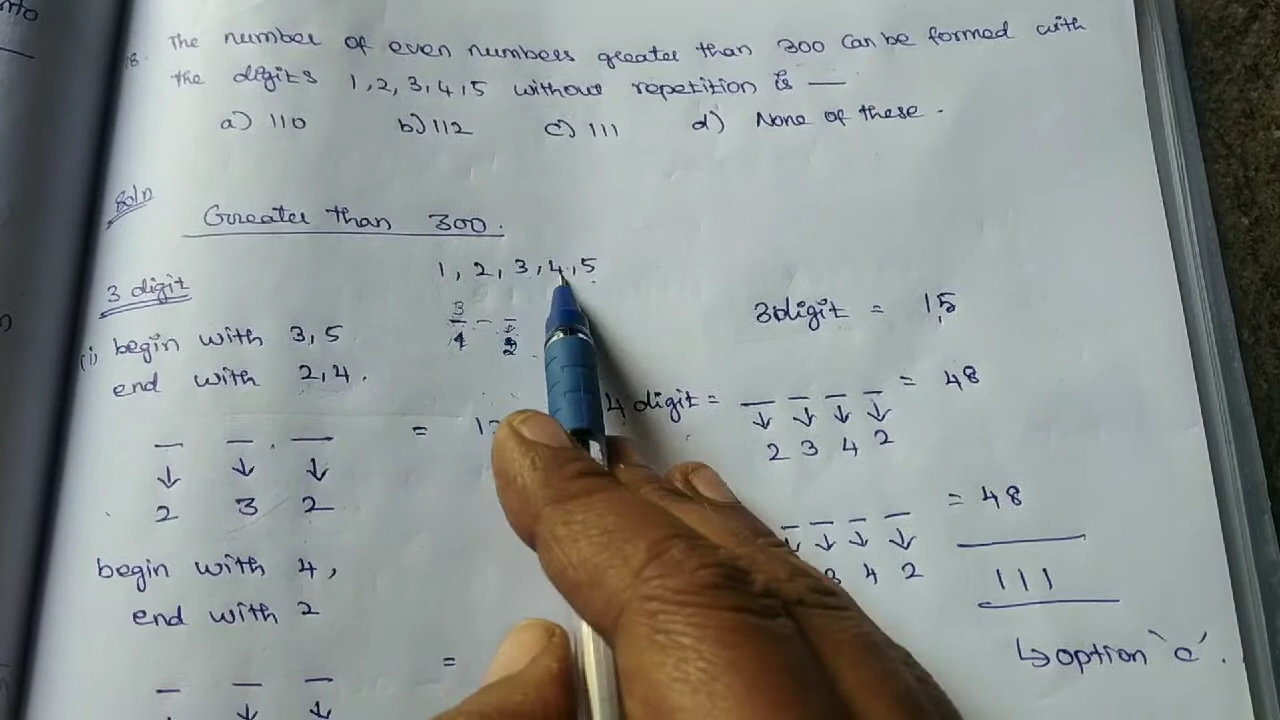 18. The number of even numbers greater than 300 can be formed with
the digits 1,2,3,4,5 without repetition is —
a) 110 b) 112 c) 111 d) None of these.
Soln
Greater than 300.
1, 2, 3, 4, 5
3 digit
(i) begin with 3,5
end with 2,4.
3 digit = 15
4 digit = _ _ _ _ = 48
2 3 4 2
_ _ _ =
2 3 2
_ _ _ _ = 48
3 4 2
111
begin with 4,
end with 2
_ _ _ =
↳ option 'c'.